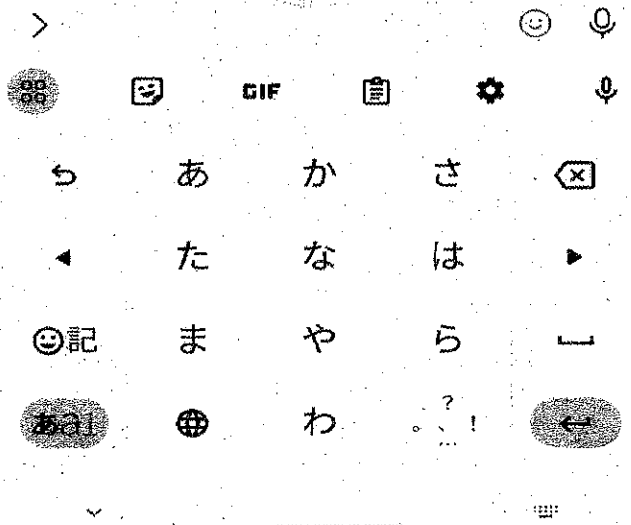 GIF
あ か さ
た な は
記 ま や ら
あa1 わ 。、?!…